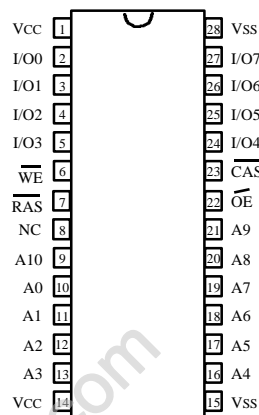 VCC 1 28 VSS
I/O0 2 27 I/O7
I/O1 3 26 I/O6
I/O2 4 25 I/O5
I/O3 5 24 I/O4
WE 6 23 CAS
RAS 7 22 OE
NC 8 21 A9
A10 9 20 A8
A0 10 19 A7
A1 11 18 A6
A2 12 17 A5
A3 13 16 A4
VCC 14 15 VSS
com